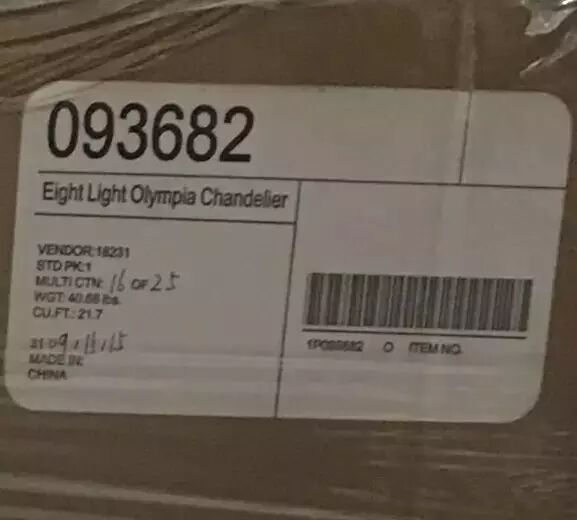 093682
Eight Light Olympia Chandelier
VENDOR:18231
STD PK:1
MULTI CTN: 16 OF 25
WGT: 40.66 lbs.
CU.FT.: 21.7
MADE IN:
CHINA
1P093682 O ITEM NO.